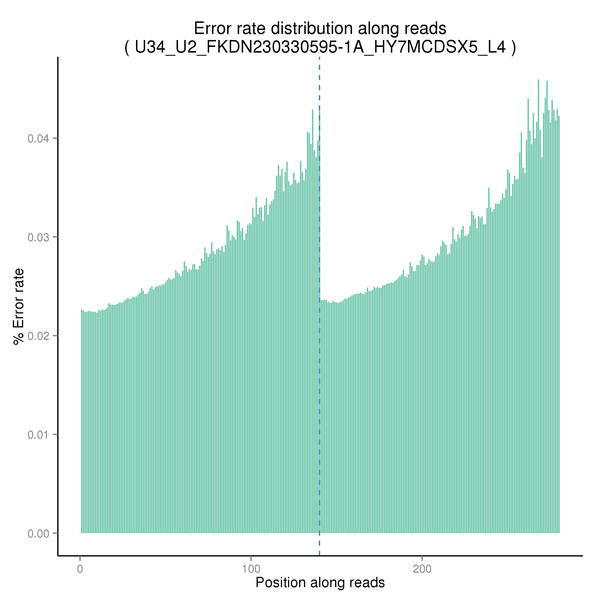 Error rate distribution along reads
( U34_U2_FKDN230330595-1A_HY7MCDSX5_L4 )
% Error rate
0.04
0.03
0.02
0.01
0.00
0
100
200
Position along reads